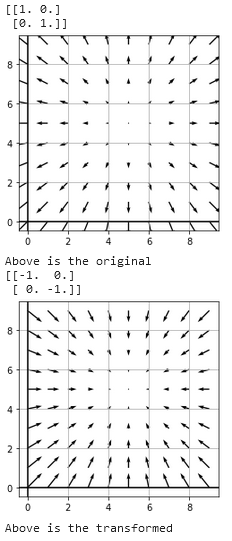 [[1. 0.]
[0. 1.]]
8
6
4
2
0
0 2 4 6 8
Above is the original
[[-1. 0.]
[ 0. -1.]]
8
6
4
2
0
0 2 4 6 8
Above is the transformed